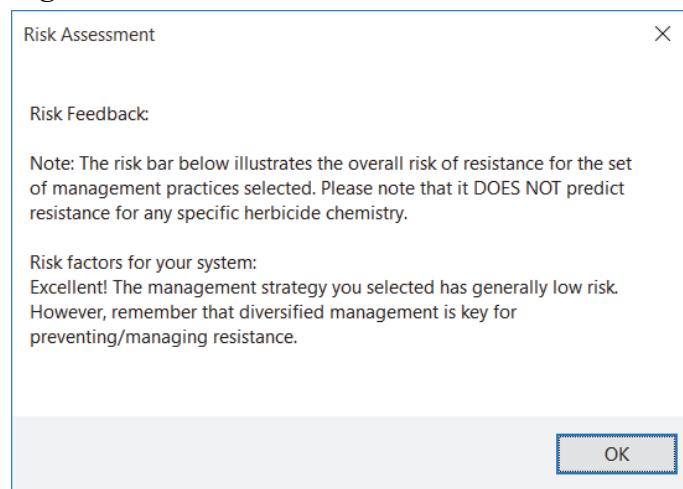 Risk Assessment
Risk Feedback:
Note: The risk bar below illustrates the overall risk of resistance for the set
of management practices selected. Please note that it DOES NOT predict
resistance for any specific herbicide chemistry.
Risk factors for your system:
Excellent! The management strategy you selected has generally low risk.
However, remember that diversified management is key for
preventing/managing resistance.
OK